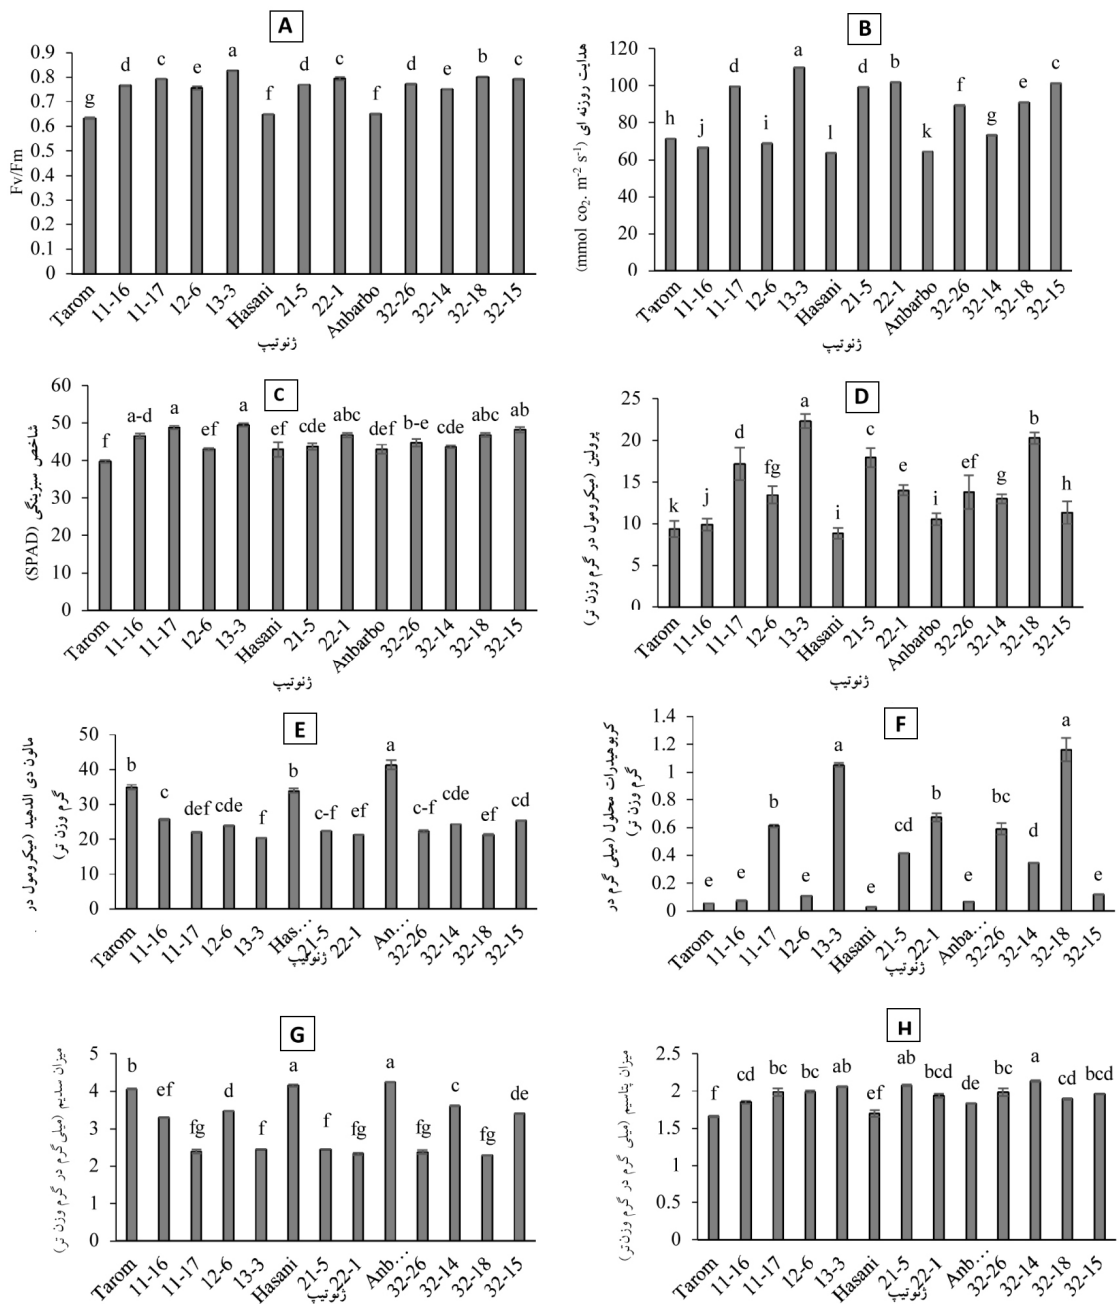 A
Fv/Fm
0.9
0.8
0.7
0.6
0.5
0.4
0.3
0.2
0.1
0
g d c e a f d c f d e b c
Tarom 11-16 11-17 12-6 13-3 Hasani 21-5 22-1 Anbarbo 32-26 32-14 32-18 32-15
ژنوتیپ
B
هدایت روزنه ای (mmol co₂. m⁻² s⁻¹)
120
100
80
60
40
20
0
h j d i a l d b k f g e c
Tarom 11-16 11-17 12-6 13-3 Hasani 21-5 22-1 Anbarbo 32-26 32-14 32-18 32-15
ژنوتیپ
C
شاخص سبزینگی (SPAD)
60
50
40
30
20
10
0
f a-d a ef a ef cde abc def b-e cde abc ab
Tarom 11-16 11-17 12-6 13-3 Hasani 21-5 22-1 Anbarbo 32-26 32-14 32-18 32-15
ژنوتیپ
D
پرولین (میکرومول در گرم وزن تر)
25
20
15
10
5
0
k j d fg a i c e i ef g b h
Tarom 11-16 11-17 12-6 13-3 Hasani 21-5 22-1 Anbarbo 32-26 32-14 32-18 32-15
ژنوتیپ
E
مالون دی الدهید (میکرومول در
گرم وزن تر)
50
40
30
20
10
0
b c def cde f b c-f ef a c-f cde ef cd
Tarom 11-16 11-17 12-6 13-3 Has... 21-5 22-1 An... 32-26 32-14 32-18 32-15
ژنوتیپ
F
کربوهیدرات محلول (میلی گرم در
گرم وزن تر)
1.4
1.2
1
0.8
0.6
0.4
0.2
0
e e b e a e cd b e bc d a e
Tarom 11-16 11-17 12-6 13-3 Hasani 21-5 22-1 Anba... 32-26 32-14 32-18 32-15
ژنوتیپ
G
میزان سدیم (میلی گرم در گرم وزن تر)
5
4
3
2
1
0
b ef fg d f a f fg a fg c fg de
Tarom 11-16 11-17 12-6 13-3 Hasani 21-5 22-1 Anb... 32-26 32-14 32-18 32-15
ژنوتیپ
H
میزان پتاسیم (میلی گرم در گرم وزن تر)
2.5
2
1.5
1
0.5
0
f cd bc bc ab ef ab bcd de bc a cd bcd
Tarom 11-16 11-17 12-6 13-3 Hasani 21-5 22-1 Anb... 32-26 32-14 32-18 32-15
ژنوتیپ